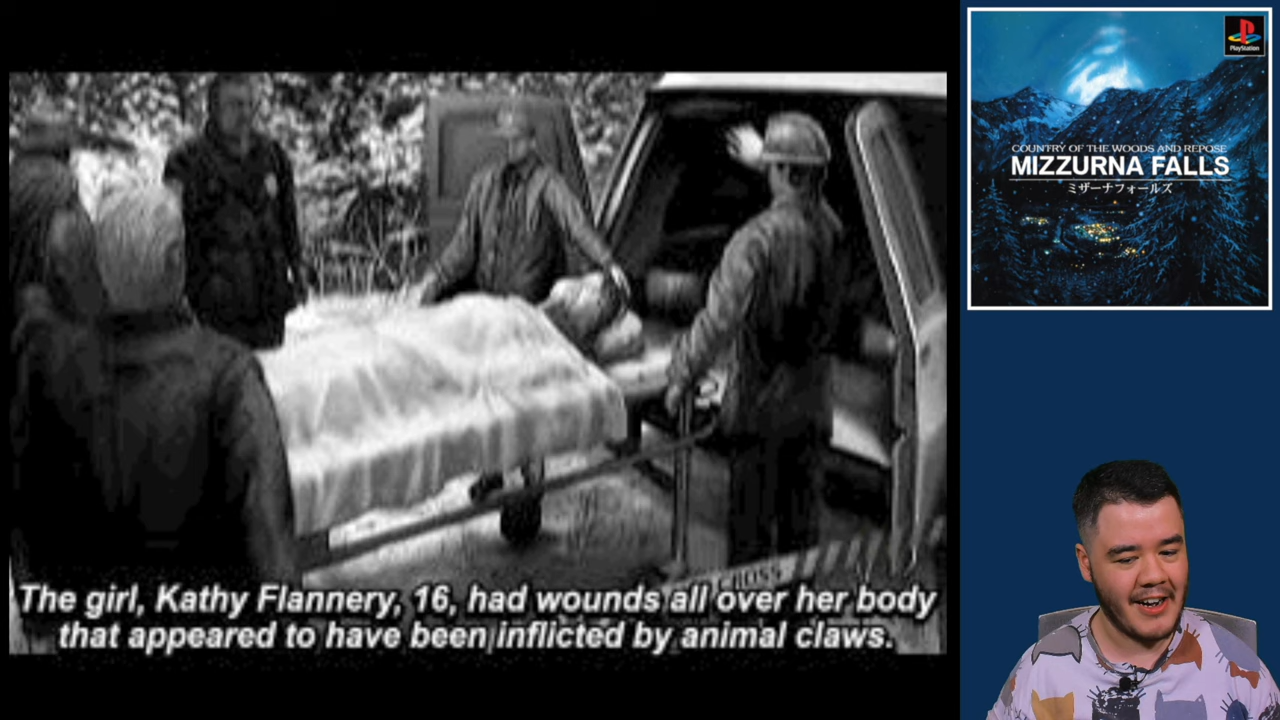 The girl, Kathy Flannery, 16, had wounds all over her body
that appeared to have been inflicted by animal claws.
CROSS
PlayStation
COUNTRY OF THE WOODS AND REPOSE
MIZZURNA FALLS
ミザーナフォールズ